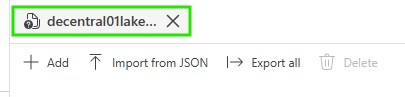 decentral01lake...
Add Import from JSON Export all Delete